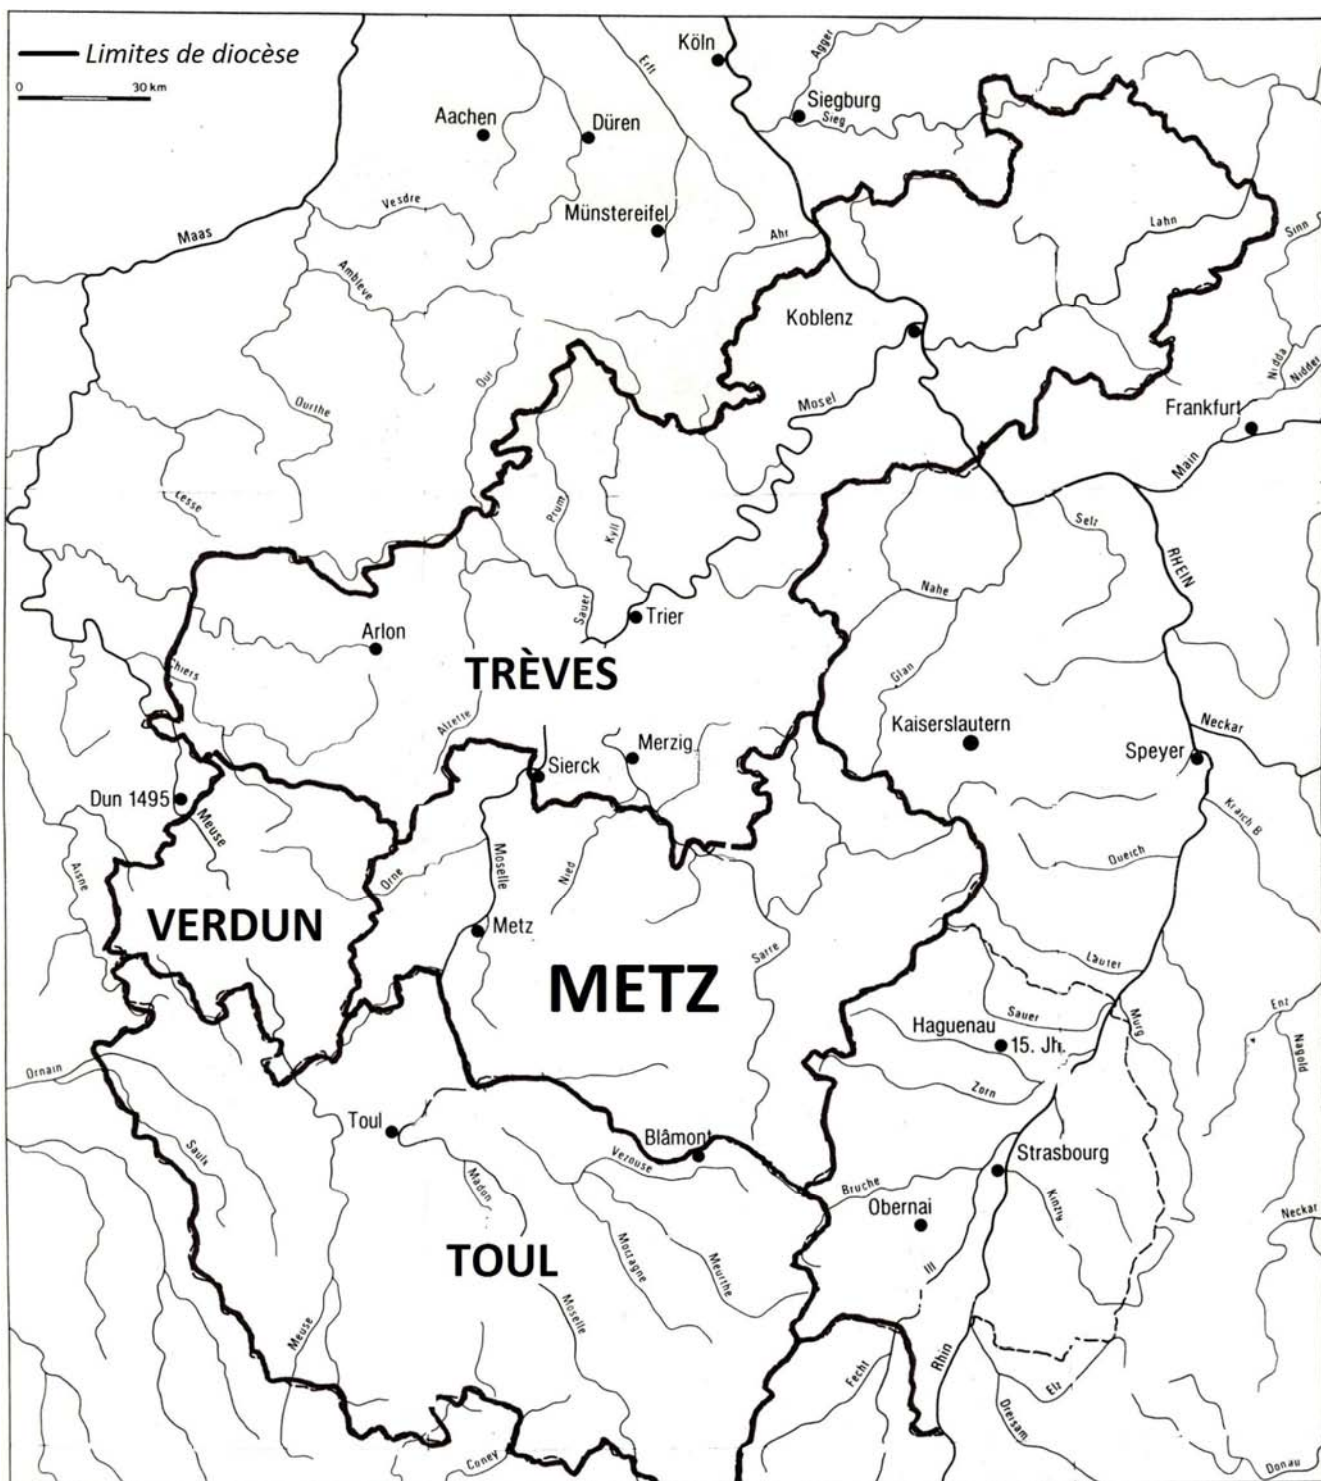 Limites de diocèse
0 30 km
Köln
Agger
Erft
Siegburg
Sieg
Aachen
Düren
Vesdre
Münstereifel
Maas
Ahr
Lahn
Sinn
Amblève
Koblenz
Our
Nidda
Nidder
Ourthe
Mosel
Frankfurt
Main
Lesse
Prüm
Kyll
Selz
RHEIN
Nahe
Sauer
Trier
Arlon
Chiers
TRÈVES
Glan
Alzette
Kaiserslautern
Neckar
Merzig
Sierck
Speyer
Dun 1495
Meuse
Kraich B
Aisne
Orne
Moselle
Nied
Queich
VERDUN
Metz
Sarre
METZ
Lauter
Sauer
Murg
Enz
Haguenau
15. Jh.
Nagold
Ornain
Zorn
Toul
Blâmont
Saulx
Vezouse
Strasbourg
Madon
Bruche
Obernai
Kinzig
Neckar
TOUL
Mortagne
Meurthe
Ill
Meuse
Moselle
Rhin
Fecht
Elz
Dreisam
Coney
Donau